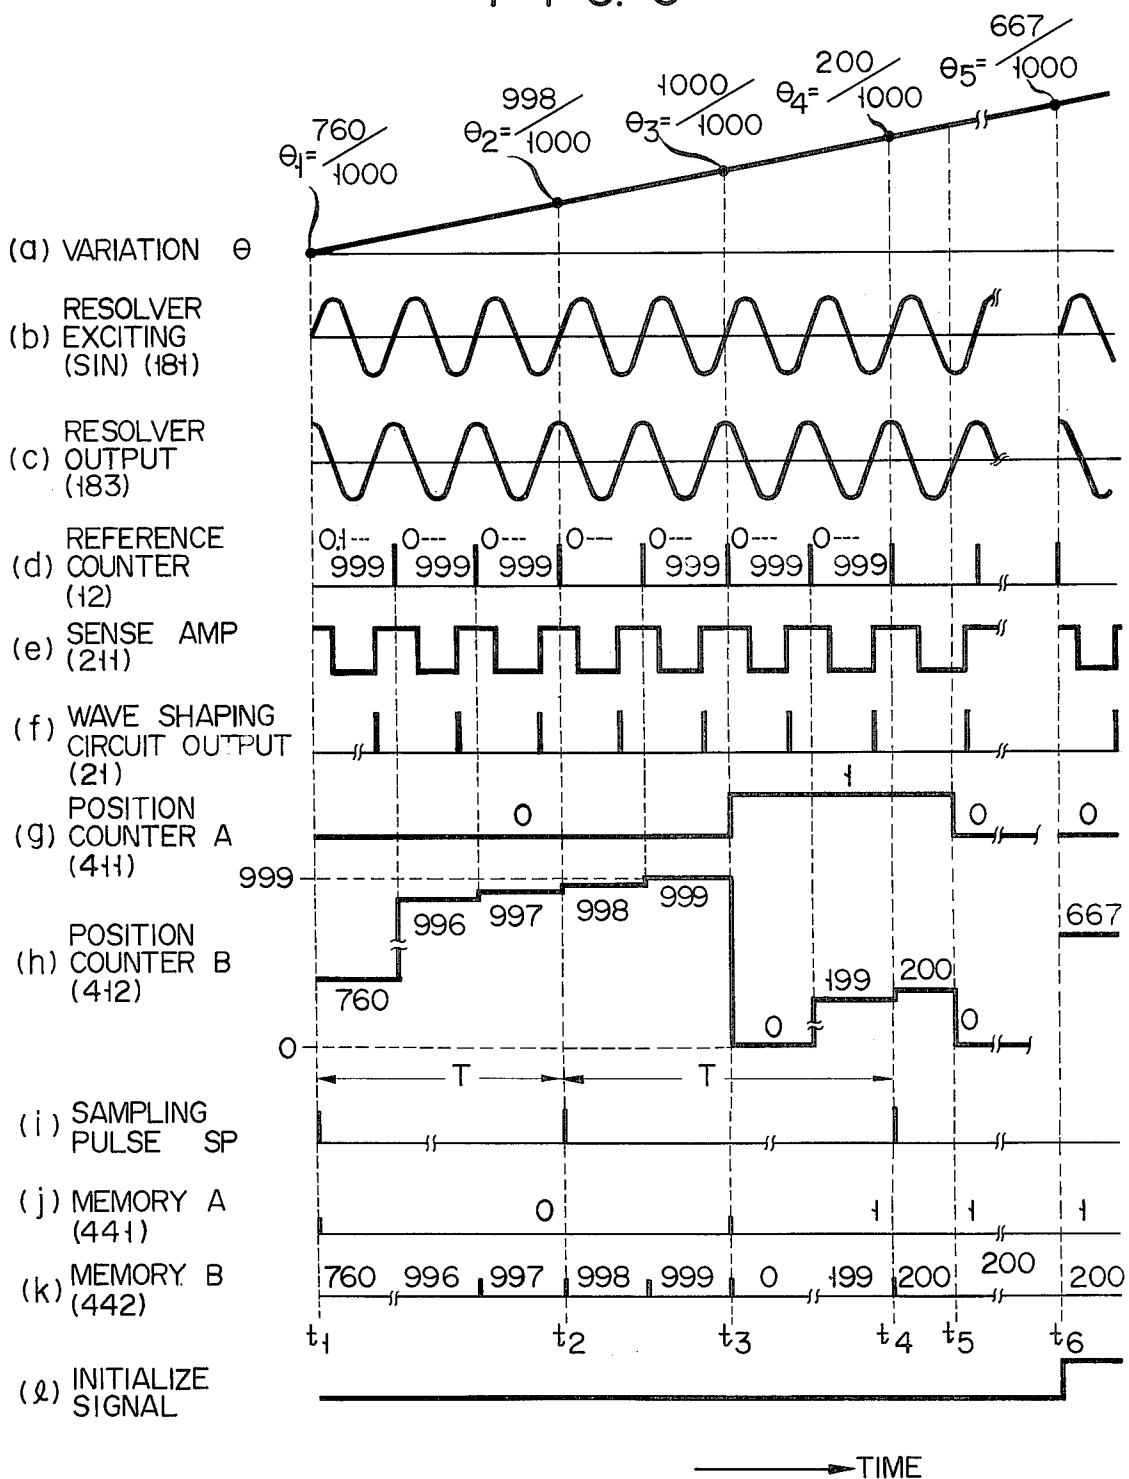 667
θ5=
1000
200
θ4=
1000
1000
θ3=
1000
998
θ2=
1000
760
θ1=
1000
(a) VARIATION θ
RESOLVER
(b) EXCITING
(SIN) (181)
RESOLVER
(c) OUTPUT
(183)
REFERENCE
(d) COUNTER
(12)
0,1--- 0--- 0--- 0--- 0--- 0--- 0---
999 999 999 999 999 999
(e) SENSE AMP
(211)
(f) WAVE SHAPING
CIRCUIT OUTPUT
(21)
POSITION
(g) COUNTER A
(411)
0 1 0 0
999
POSITION
(h) COUNTER B
(412)
760 996 997 998 999 0 199 200 0 667
0
T T
(i) SAMPLING
PULSE SP
(j) MEMORY A
(441)
0 1 1 1
(k) MEMORY B
(442)
760 996 997 998 999 0 199 200 200 200
t1 t2 t3 t4 t5 t6
(ℓ) INITIALIZE
SIGNAL
TIME